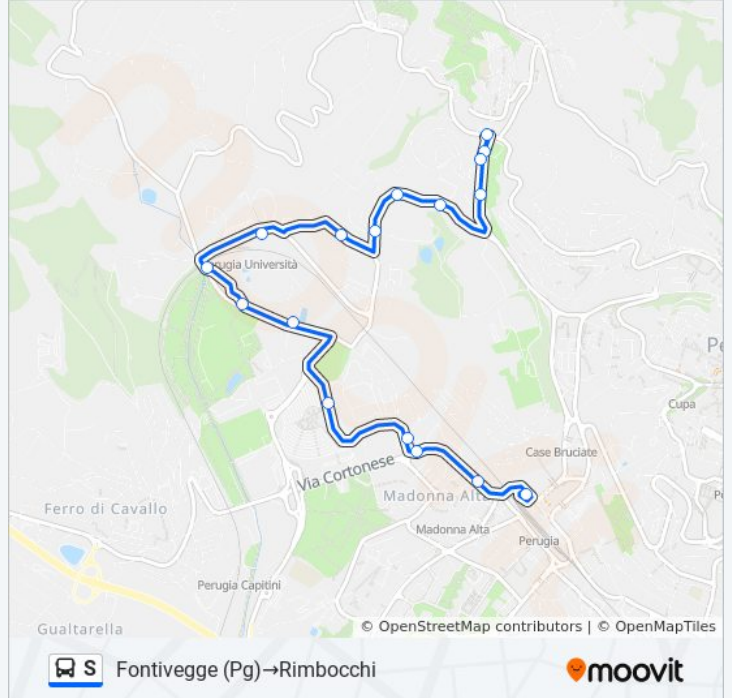 Perugia Università
Pe
Cupa
Case Bruciate
Via Cortonese
Madonna Alta
Ferro di Cavallo
Madonna Alta
Perugia
Perugia Capitini
Gualtarella
© OpenStreetMap contributors | © OpenMapTiles
S Fontivegge (Pg)→Rimbocchi
moovit